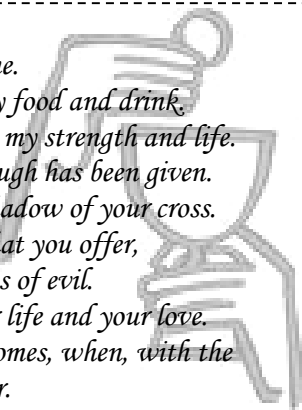 e.
y food and drink.
my strength and life.
ugh has been given.
adow of your cross.
at you offer,
s of evil.
r life and your love.
omes, when, with the
r.